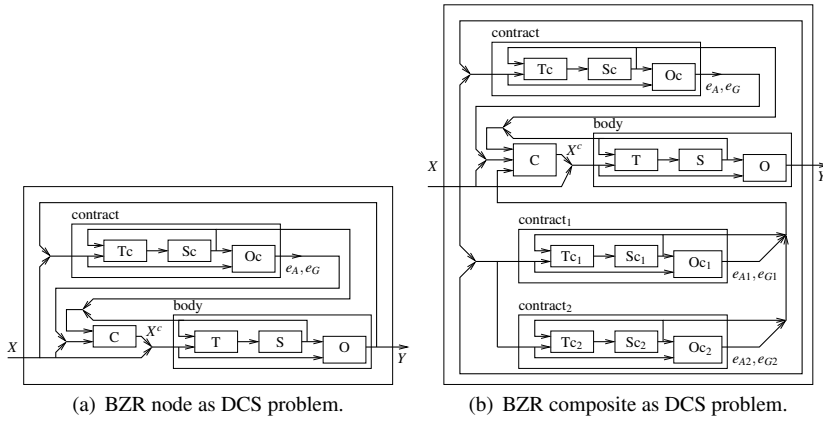 contract
Tc Sc Oc
e_A, e_G
body
X^c
C T S O
X
Y
(a) BZR node as DCS problem.
contract
Tc Sc Oc
e_A, e_G
body
X^c
X
C T S O
Y
contract_1
Tc_1 Sc_1 Oc_1
e_A1, e_G1
contract_2
Tc_2 Sc_2 Oc_2
e_A2, e_G2
(b) BZR composite as DCS problem.